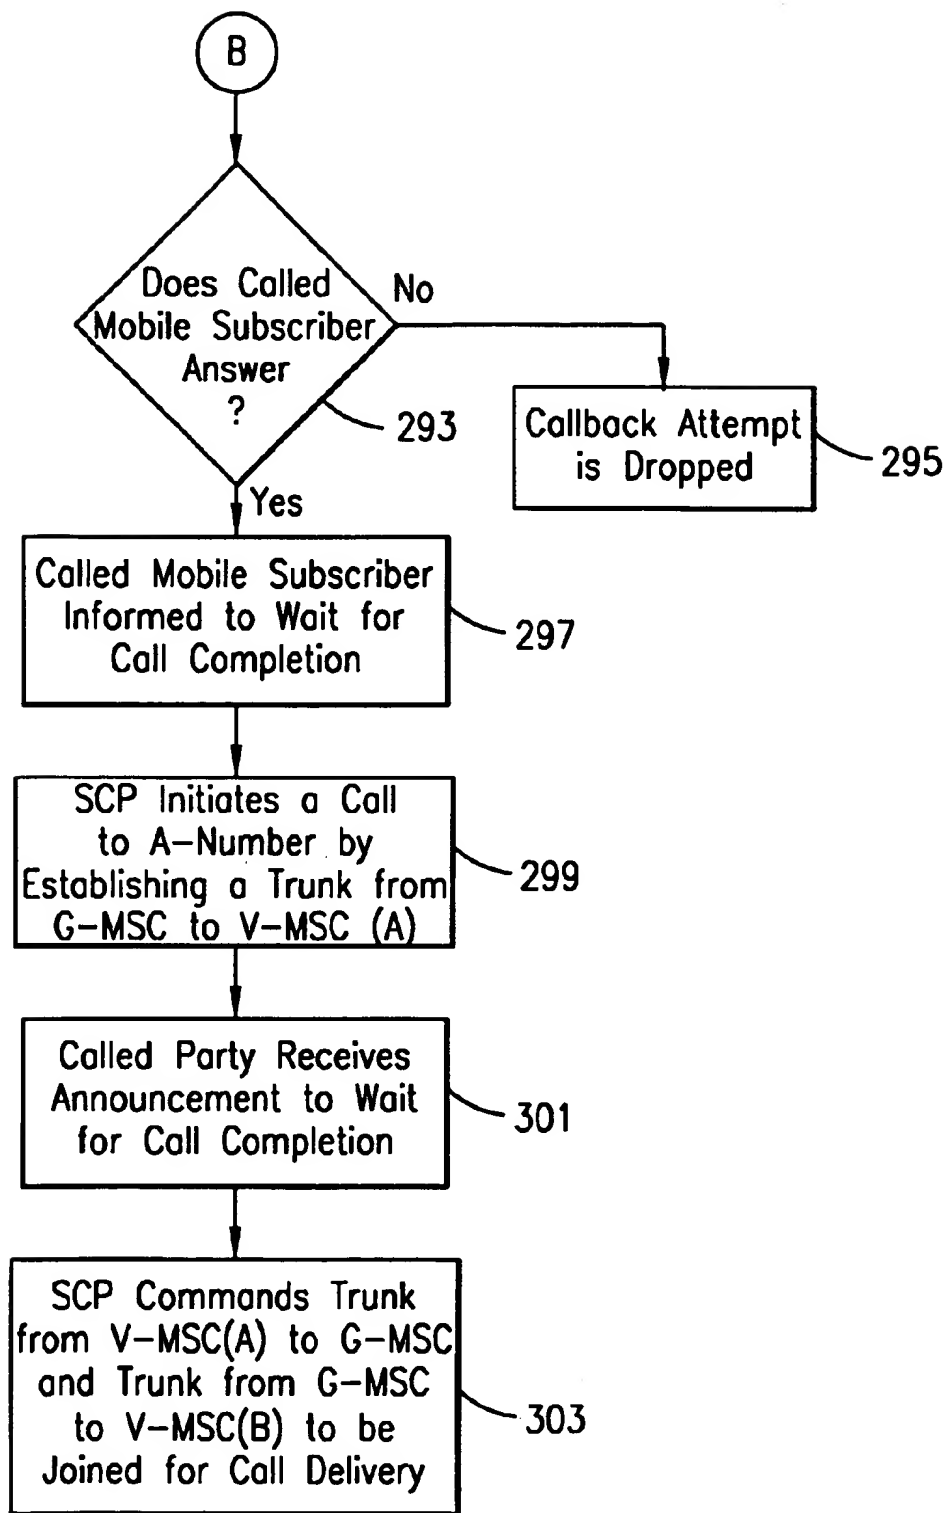 B
Does Called
Mobile Subscriber
Answer
?
No
293
Callback Attempt
is Dropped
295
Yes
Called Mobile Subscriber
Informed to Wait for
Call Completion
297
SCP Initiates a Call
to A-Number by
Establishing a Trunk from
G-MSC to V-MSC (A)
299
Called Party Receives
Announcement to Wait
for Call Completion
301
SCP Commands Trunk
from V-MSC(A) to G-MSC
and Trunk from G-MSC
to V-MSC(B) to be
Joined for Call Delivery
303